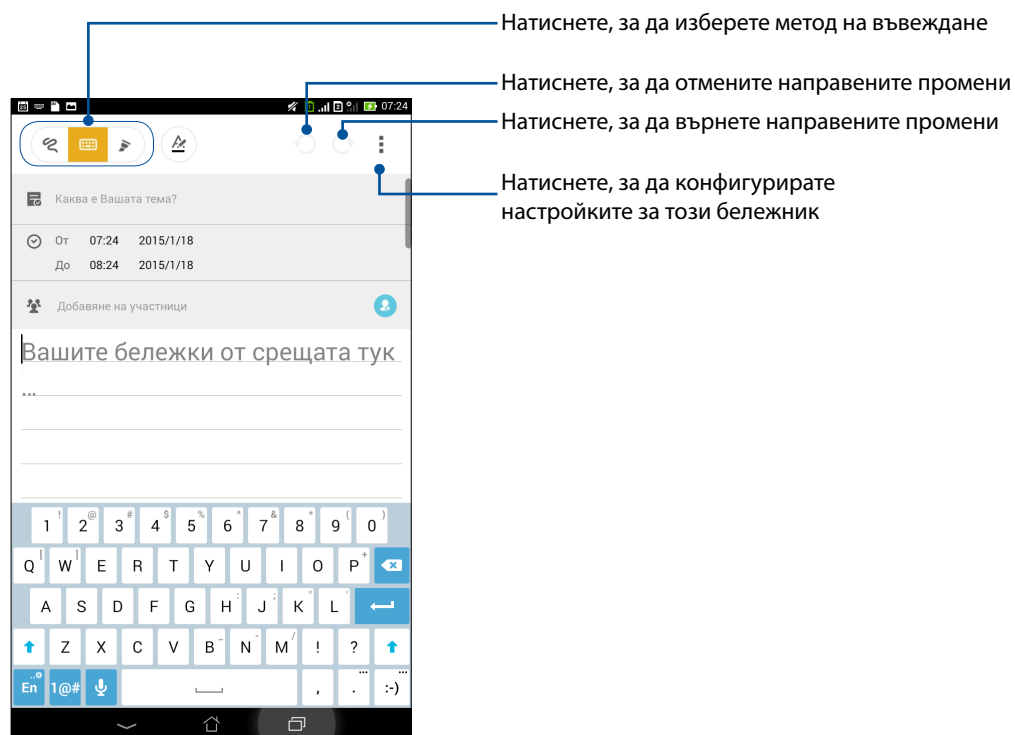 Натиснете, за да изберете метод на въвеждане
Натиснете, за да отмените направените промени
Натиснете, за да върнете направените промени
Натиснете, за да конфигурирате
настройките за този бележник
07:24
Каква е Вашата тема?
От 07:24 2015/1/18
До 08:24 2015/1/18
Добавяне на участници
Вашите бележки от срещата тук
...
1 ! 2 @ 3 # 4 $ 5 % 6 ^ 7 & 8 * 9 ( 0 )
Q [ W ] E R T Y U I O P +
A S D F G H : J ; K " L '
Z X C V B _ N - M / ! ?
En 1@# , . ... :-) ...